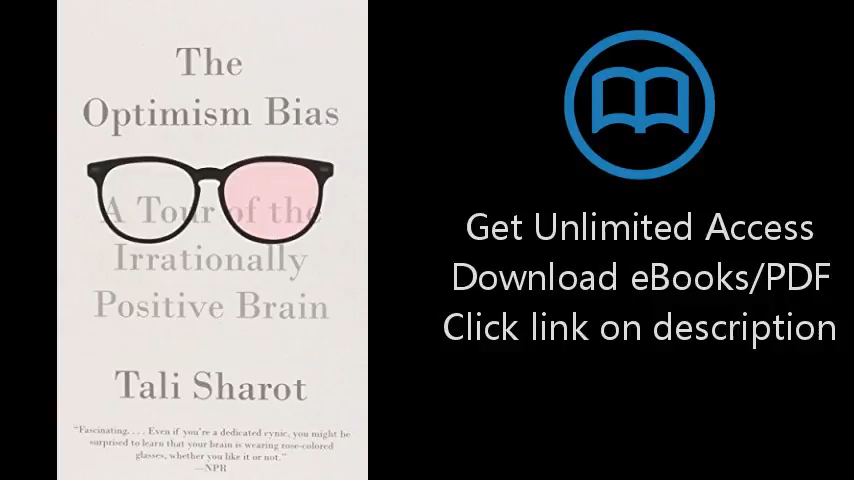 The
Optimism Bias
A Tour of the
Irrationally
Positive Brain
Tali Sharot
“Fascinating. . . . Even if you’re a dedicated cynic, you might be
surprised to learn that your brain is wearing rose-colored
glasses, whether you like it or not.”
—NPR
Get Unlimited Access
Download eBooks/PDF
Click link on description